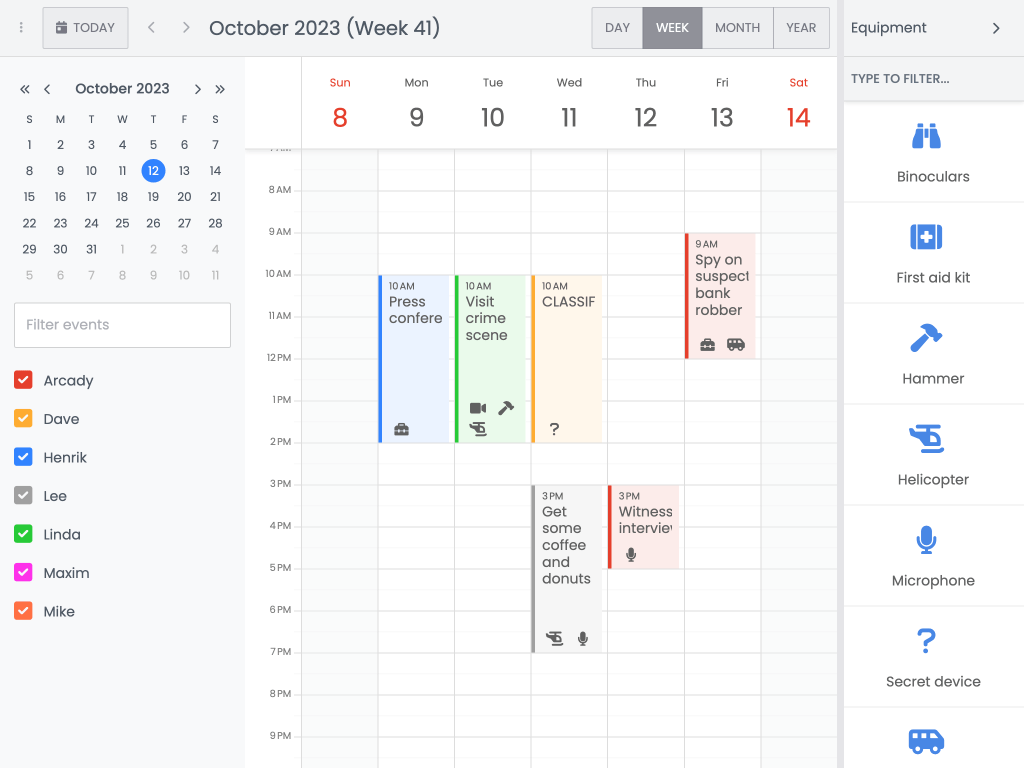 TODAY
October 2023 (Week 41)
DAY
WEEK
MONTH
YEAR
Equipment
TYPE TO FILTER...
October 2023
S M T W T F S
1 2 3 4 5 6 7
8 9 10 11 12 13 14
15 16 17 18 19 20 21
22 23 24 25 26 27 28
29 30 31 1 2 3 4
5 6 7 8 9 10 11
Filter events
Arcady
Dave
Henrik
Lee
Linda
Maxim
Mike
Sun Mon Tue Wed Thu Fri Sat
8 9 10 11 12 13 14
8 AM
9 AM
10 AM
11 AM
12 PM
1 PM
2 PM
3 PM
4 PM
5 PM
6 PM
7 PM
8 PM
9 PM
10 AM
Press
confere
10 AM
Visit
crime
scene
10 AM
CLASSIF
?
3 PM
Get
some
coffee
and
donuts
3 PM
Witness
interview
9 AM
Spy on
suspect
bank
robber
Binoculars
First aid kit
Hammer
Helicopter
Microphone
?
Secret device